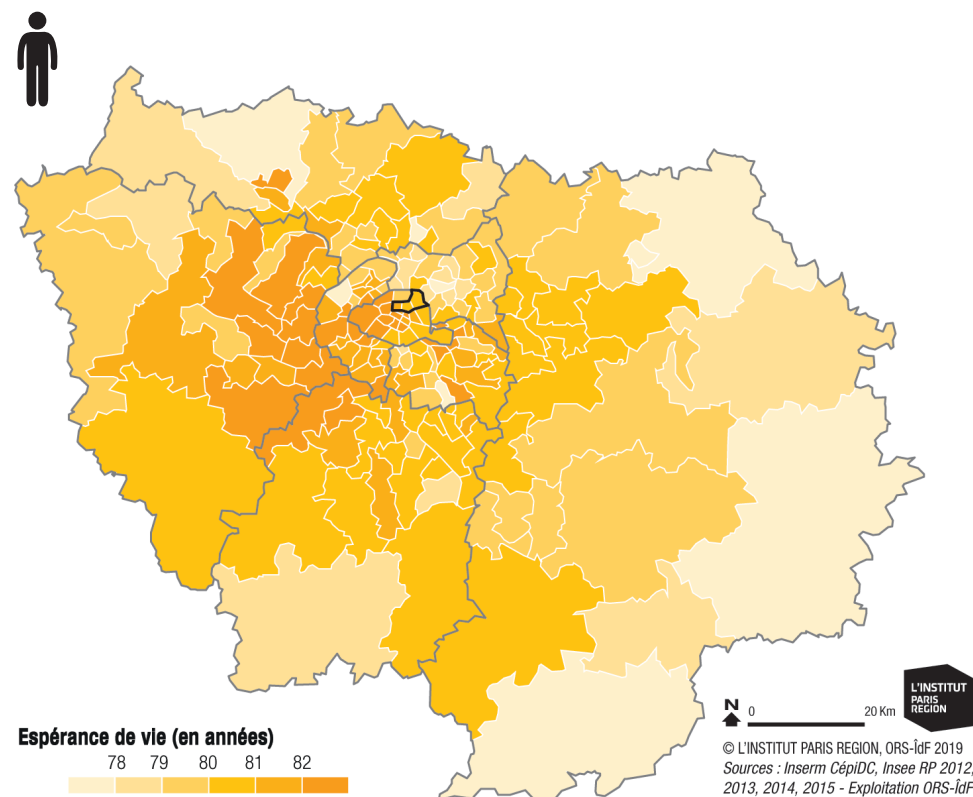 L'INSTITUT
PARIS
REGION
N 0 20 Km
Espérance de vie (en années)
78 79 80 81 82
© L'INSTITUT PARIS REGION, ORS-ÎdF 2019
Sources : Inserm CépiDC, Insee RP 2012,
2013, 2014, 2015 - Exploitation ORS-ÎdF